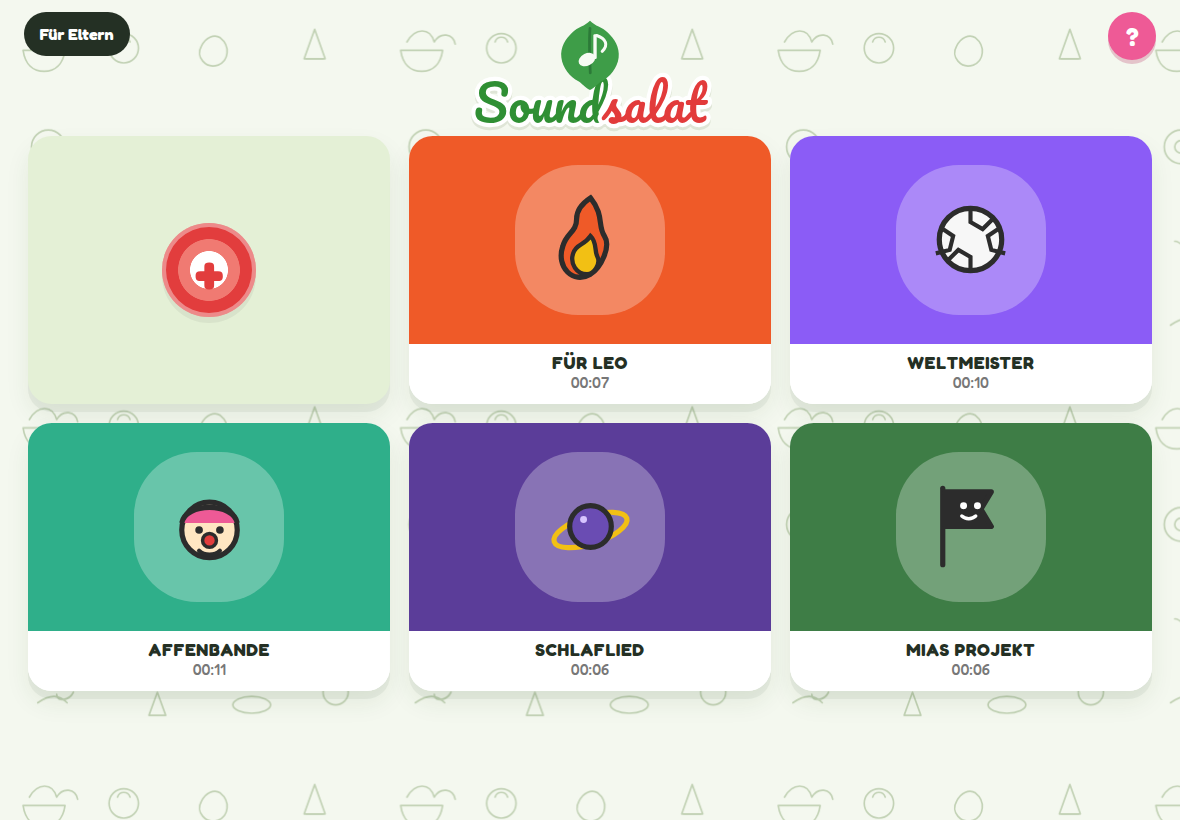 Für Eltern
?
Soundsalat
FÜR LEO
00:07
WELTMEISTER
00:10
AFFENBANDE
00:11
SCHLAFLIED
00:06
MIAS PROJEKT
00:06